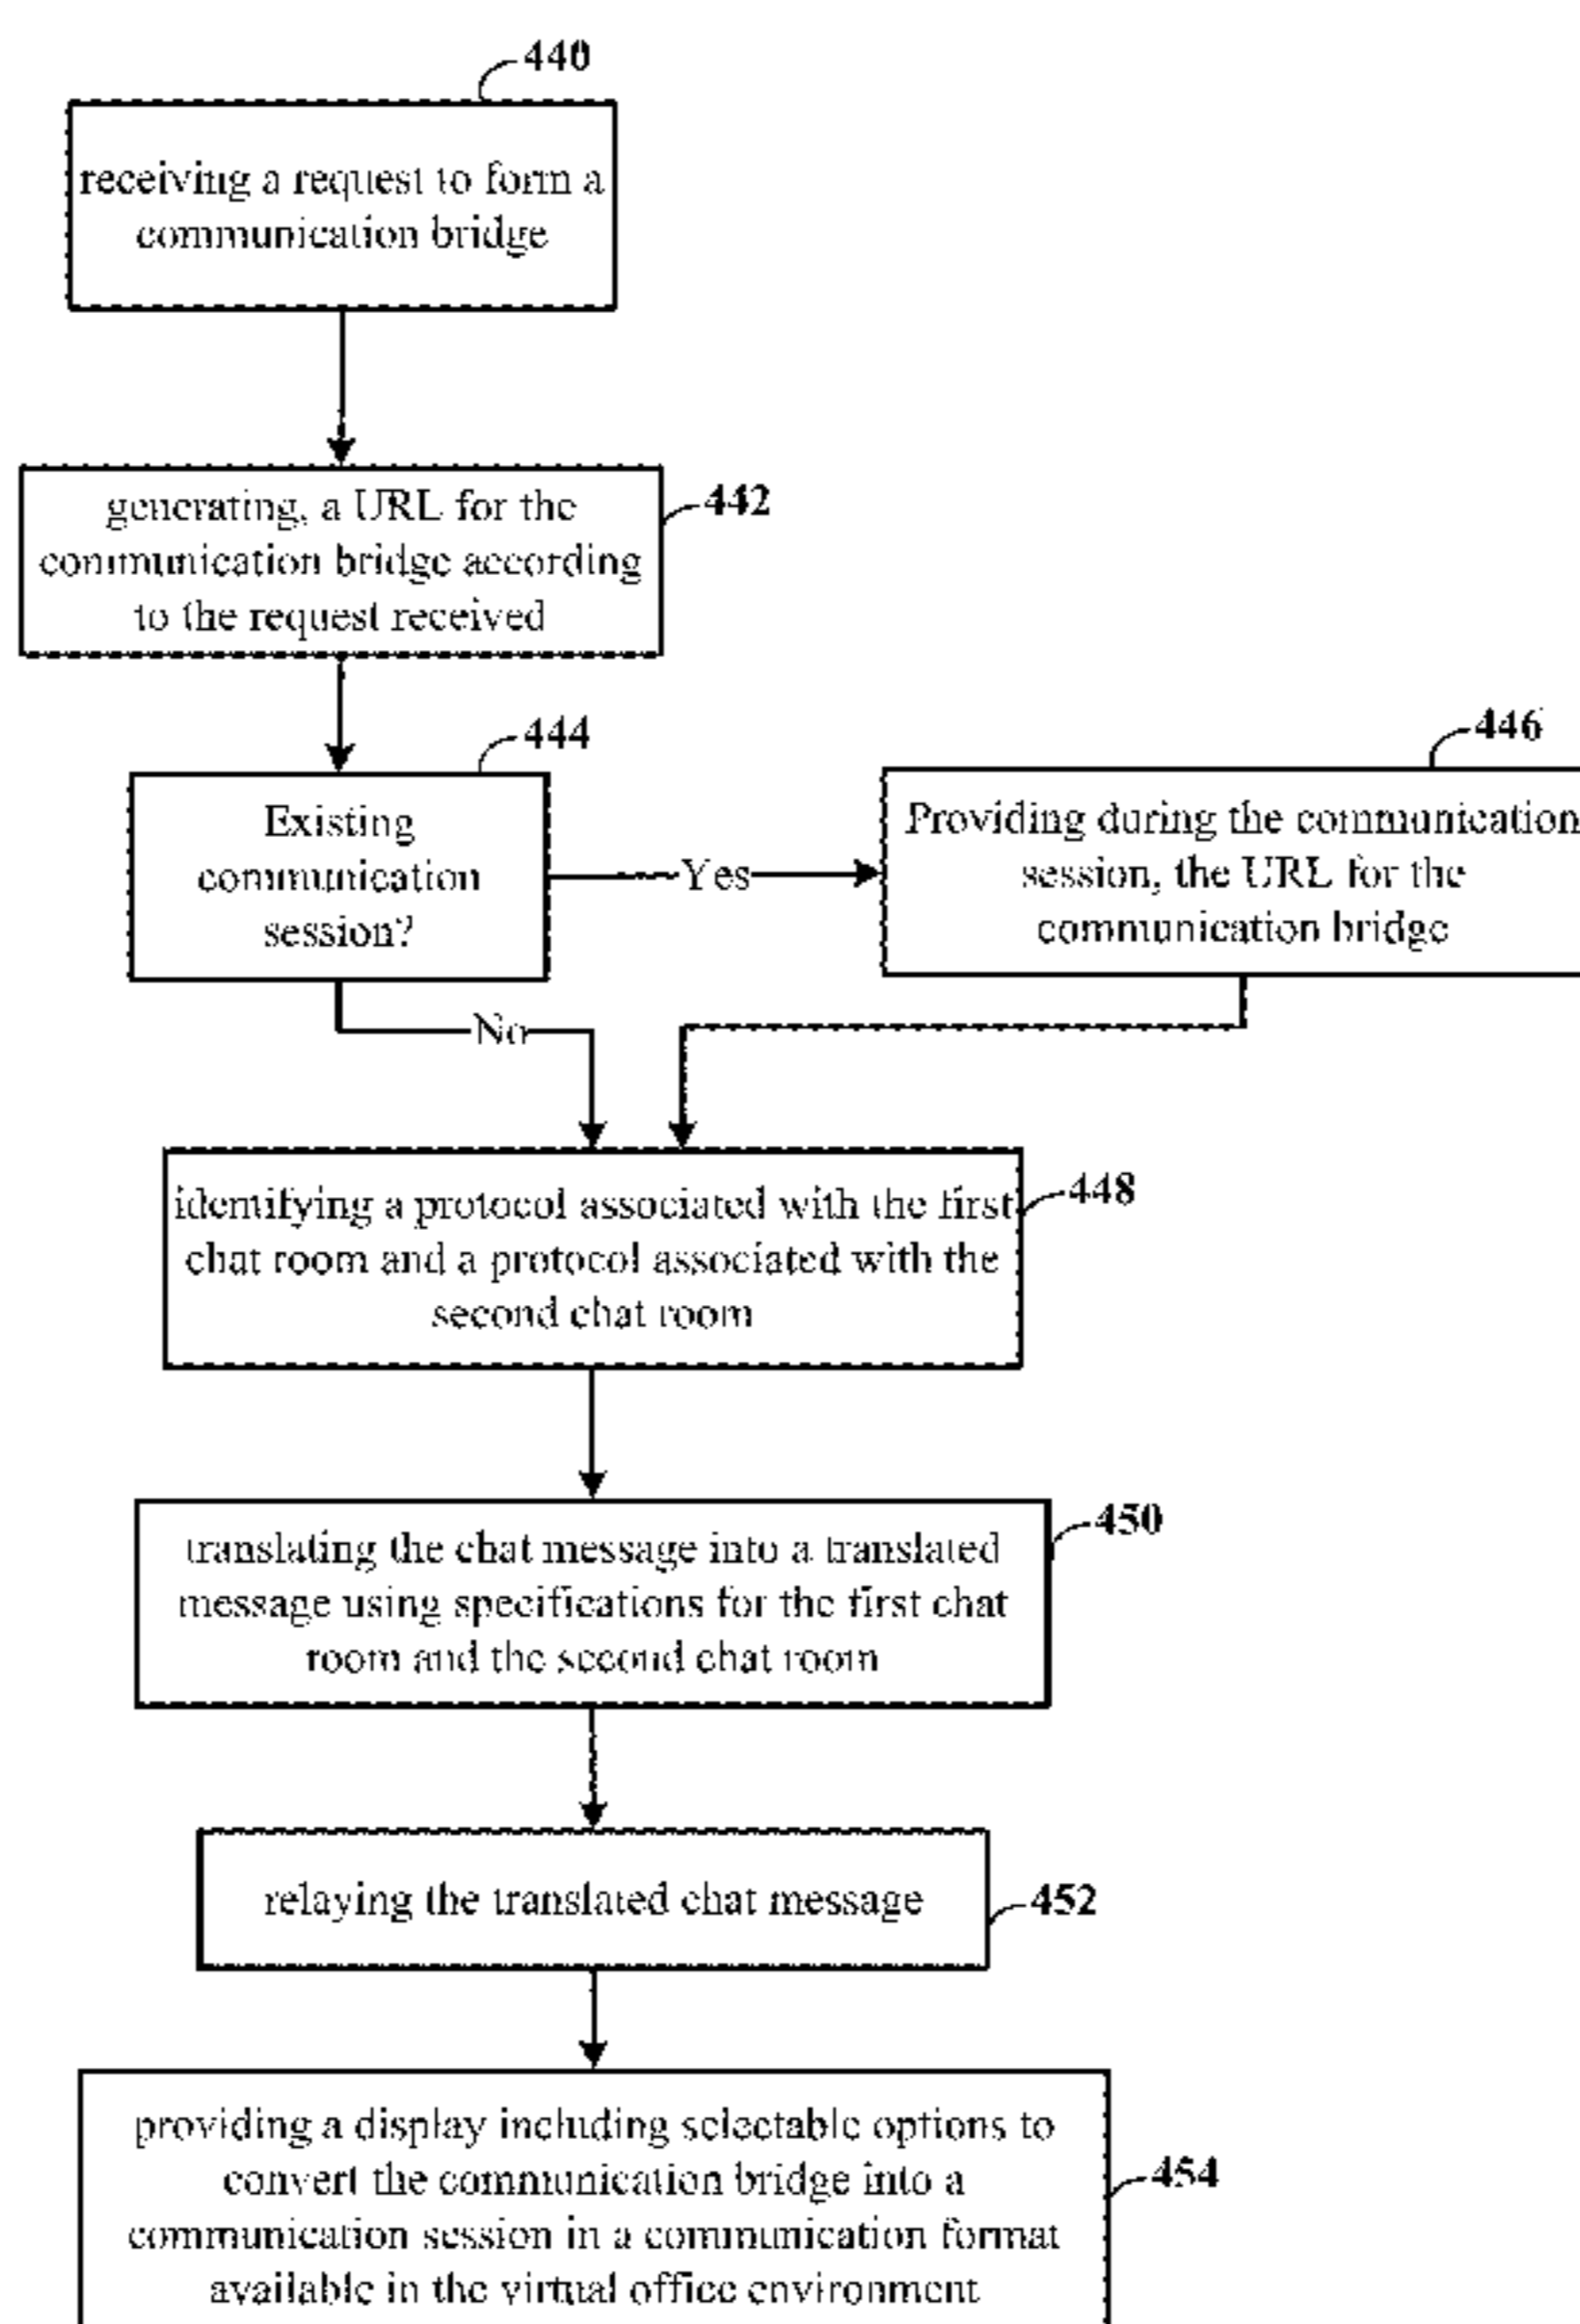 440
receiving a request to form a
communication bridge
generating, a URL for the
communication bridge according
to the request received
442
444
Existing
communication
session?
Yes
446
Providing during the communication
session, the URL for the
communication bridge
No
identifying a protocol associated with the first
chat room and a protocol associated with the
second chat room
448
translating the chat message into a translated
message using specifications for the first chat
room and the second chat room
450
relaying the translated chat message
452
providing a display including selectable options to
convert the communication bridge into a
communication session in a communication format
available in the virtual office environment
454